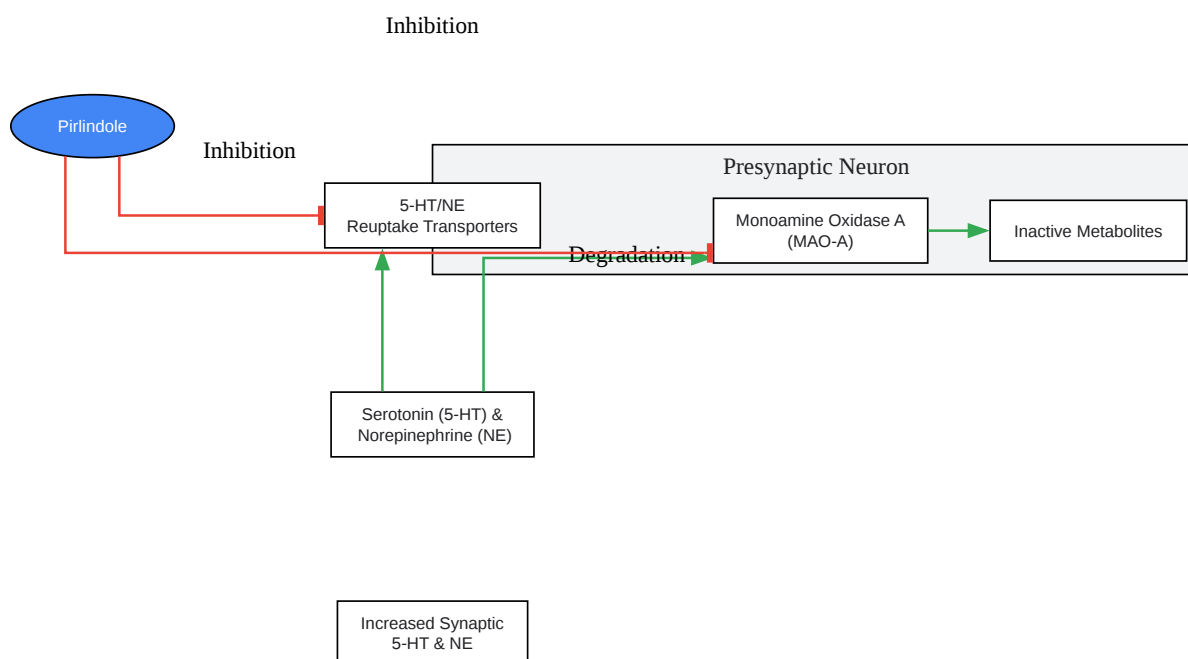 Inhibition
Pirlindole
Inhibition
Presynaptic Neuron
5-HT/NE
Reuptake Transporters
Monoamine Oxidase A
(MAO-A)
Inactive Metabolites
Degradation
Serotonin (5-HT) &
Norepinephrine (NE)
Increased Synaptic
5-HT & NE